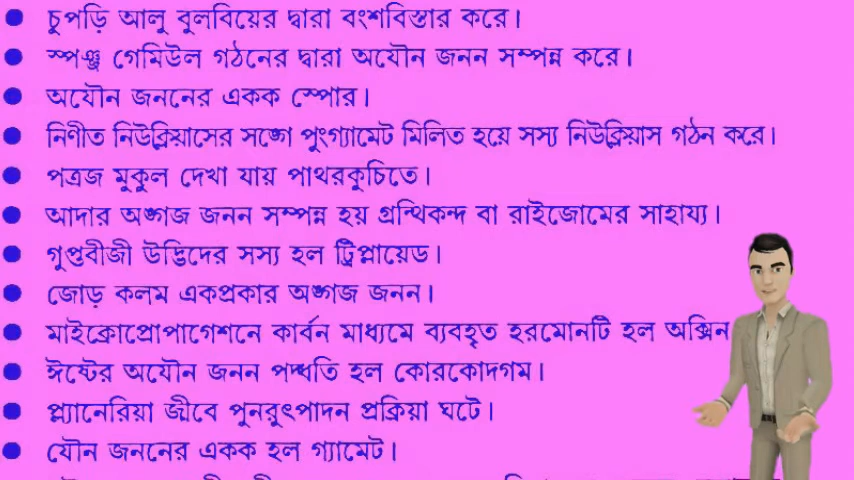 চুপড়ি আলু বুলবিয়ের দ্বারা বংশবিস্তার করে।
স্পঞ্জ গেমিউল গঠনের দ্বারা অযৌন জনন সম্পন্ন করে।
অযৌন জননের একক স্পোর।
নির্ণীত নিউক্লিয়াসের সঙ্গে পুংগ্যামেট মিলিত হয়ে সস্য নিউক্লিয়াস গঠন করে।
পত্রজ মুকুল দেখা যায় পাথরকুচিতে।
আদার অঙ্গজ জনন সম্পন্ন হয় গ্রন্থিকন্দ বা রাইজোমের সাহায্য।
গুপ্তবীজী উদ্ভিদের সস্য হল ট্রিপ্লায়েড।
জোড় কলম একপ্রকার অঙ্গজ জনন।
মাইক্রোপ্রোপাগেশনে কার্বন মাধ্যমে ব্যবহৃত হরমোনটি হল অক্সিন
ঈষ্টের অযৌন জনন পদ্ধতি হল কোরকোদগম।
প্ল্যানেরিয়া জীবে পুনরুৎপাদন প্রক্রিয়া ঘটে।
যৌন জননের একক হল গ্যামেট।